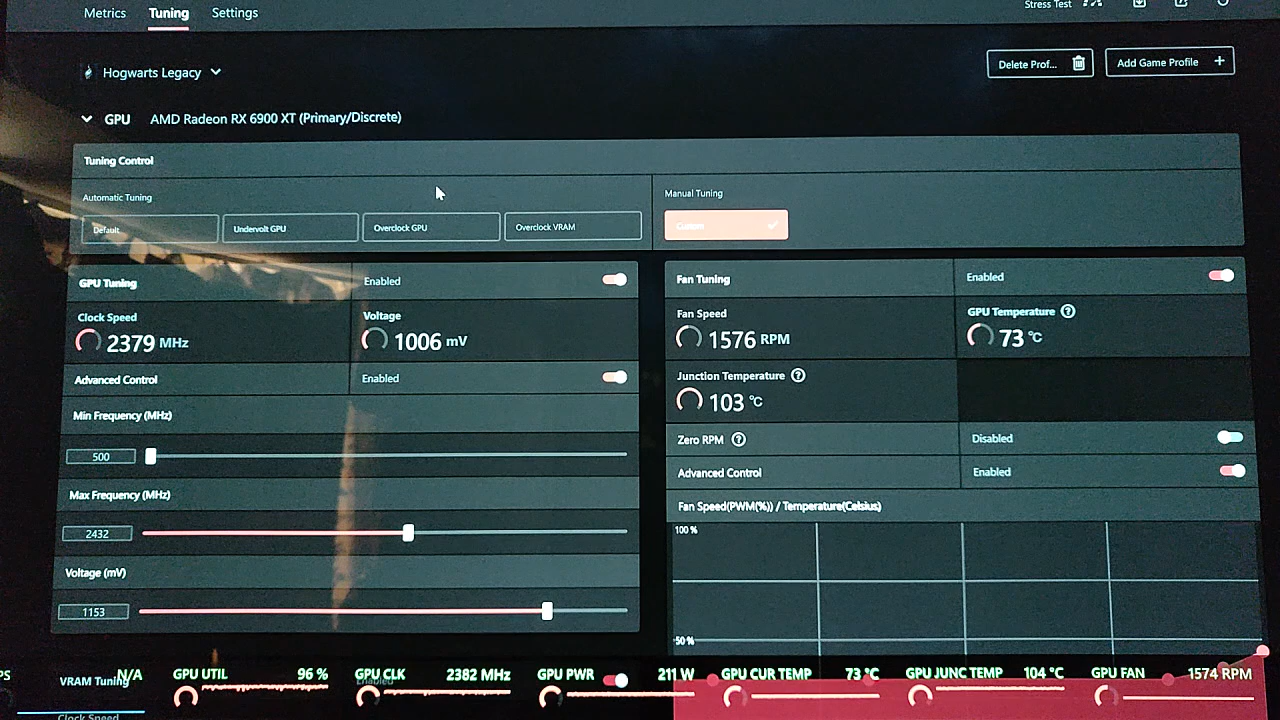 Metrics Tuning Settings Stress Test
Hogwarts Legacy Delete Prof... Add Game Profile +
GPU AMD Radeon RX 6900 XT (Primary/Discrete)
Tuning Control
Automatic Tuning Manual Tuning
Default Undervolt GPU Overclock GPU Overclock VRAM Custom
GPU Tuning Enabled
Clock Speed Voltage
2379 MHz 1006 mV
Advanced Control Enabled
Min Frequency (MHz)
500
Max Frequency (MHz)
2432
Voltage (mV)
1153
Fan Tuning Enabled
Fan Speed GPU Temperature ?
1576 RPM 73 °C
Junction Temperature ?
103 °C
Zero RPM ? Disabled
Advanced Control Enabled
Fan Speed(PWM(%)) / Temperature(Celsius)
100 %
50 %
PS N/A GPU UTIL 96 % GPU CLK 2382 MHz GPU PWR 211 W GPU CUR TEMP 73 °C GPU JUNC TEMP 104 °C GPU FAN 1574 RPM
VRAM Tuning Enabled
Clock Speed